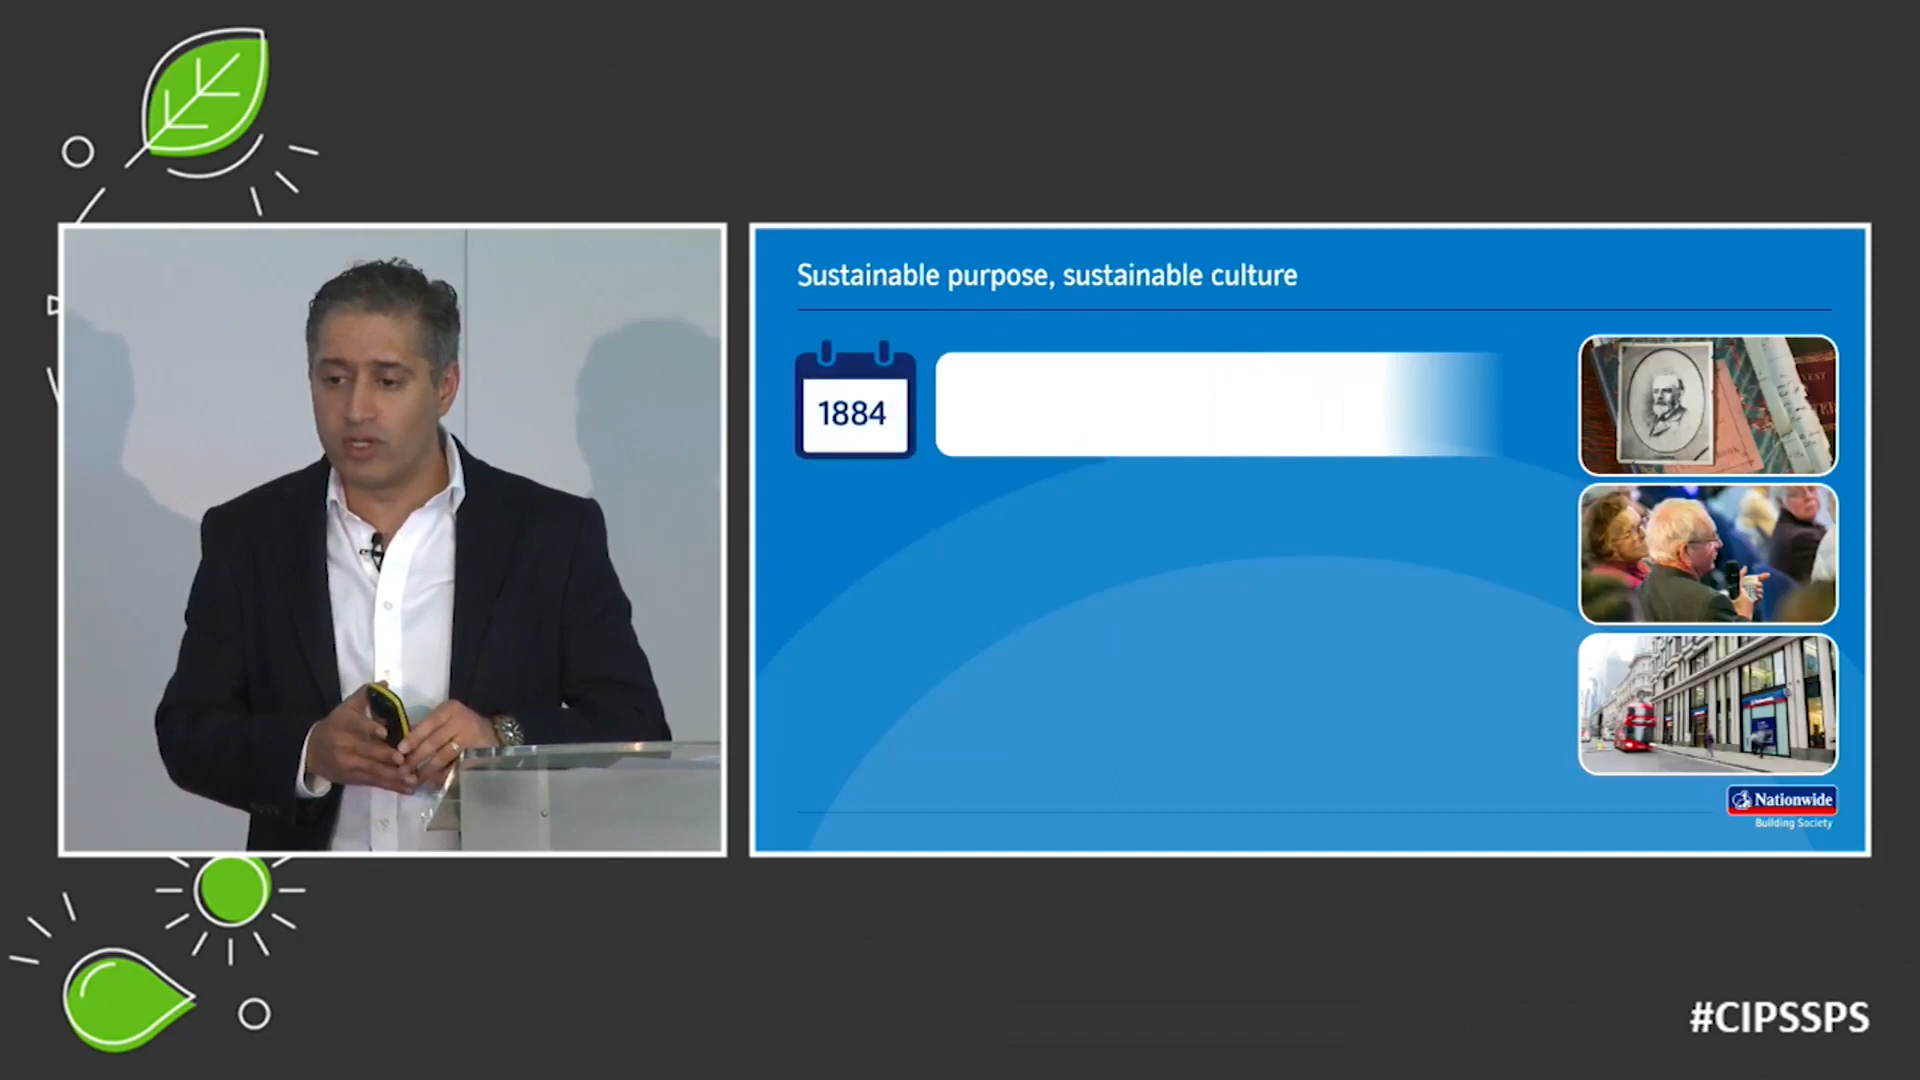 Sustainable purpose, sustainable culture
1884
Nationwide
Building Society
#CIPSSPS